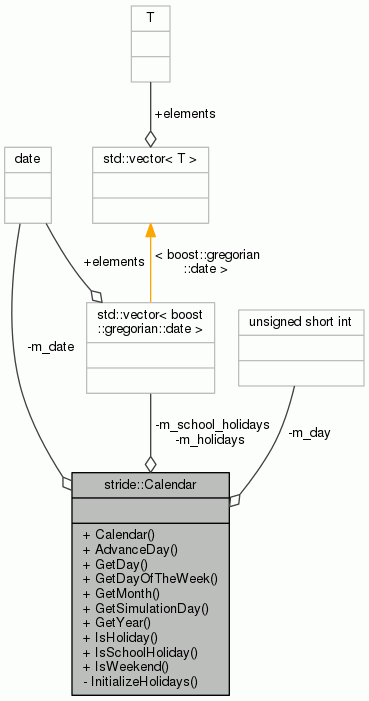 T
+elements
date
std::vector< T >
< boost::gregorian
::date >
+elements
std::vector< boost
::gregorian::date >
unsigned short int
-m_date
-m_school_holidays
-m_holidays
-m_day
stride::Calendar
+ Calendar()
+ AdvanceDay()
+ GetDay()
+ GetDayOfTheWeek()
+ GetMonth()
+ GetSimulationDay()
+ GetYear()
+ IsHoliday()
+ IsSchoolHoliday()
+ IsWeekend()
- InitializeHolidays()